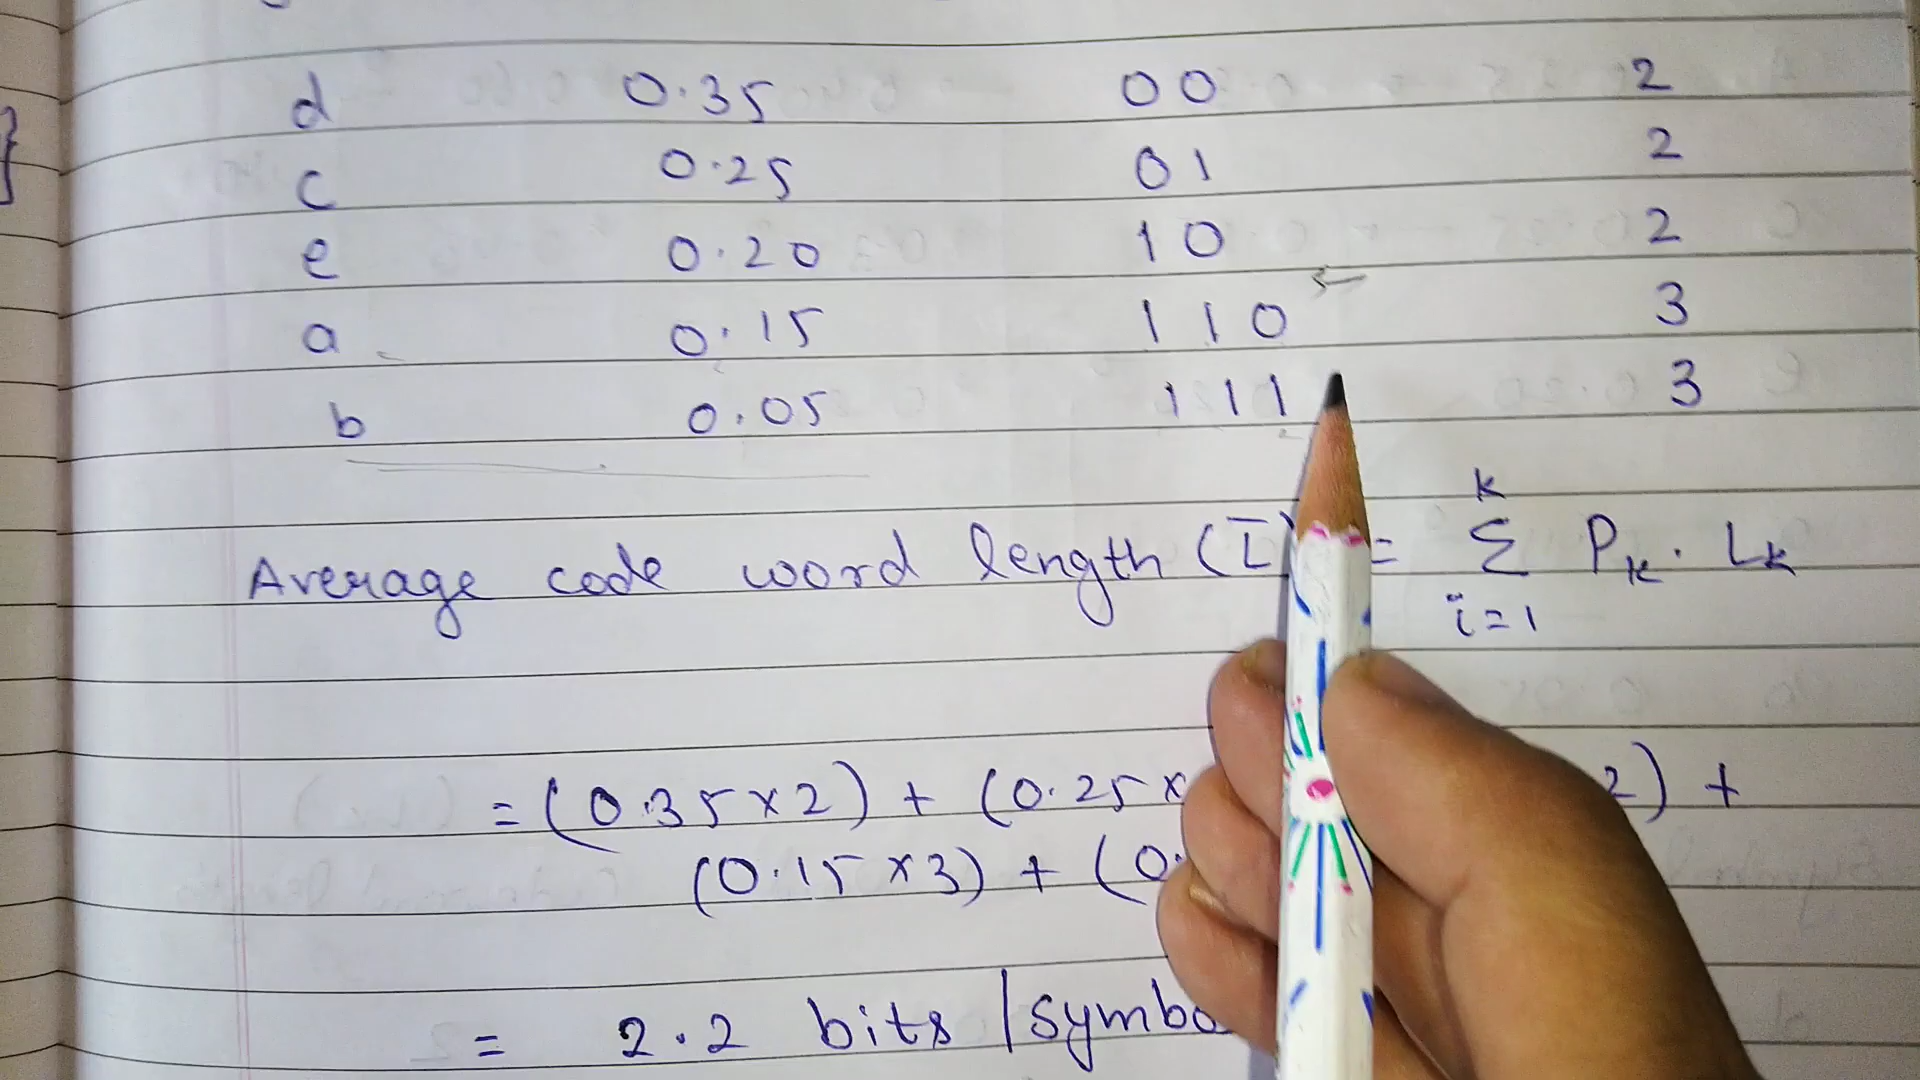 d 0.35 00 2
c 0.25 01 2
e 0.20 10 2
a 0.15 110 3
b 0.05 111 3
k
Average code word length (L̅) = Σ Pk . Lk
i=1
= (0.35 x 2) + (0.25 x 2) +
(0.15 x 3) + (0.
= 2.2 bits / symbo